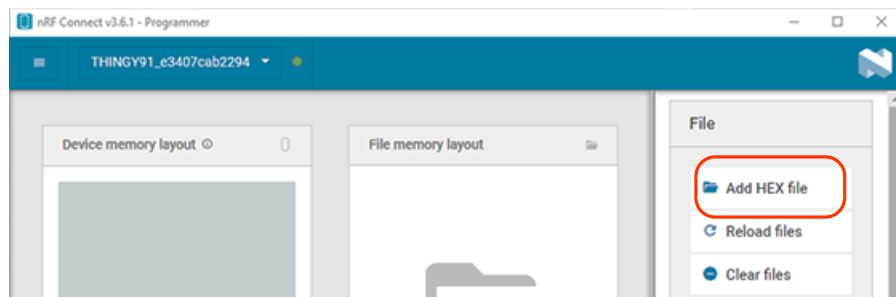 nRF Connect v3.6.1 - Programmer
THINGY91_e3407cab2294
Device memory layout
File memory layout
File
Add HEX file
Reload files
Clear files